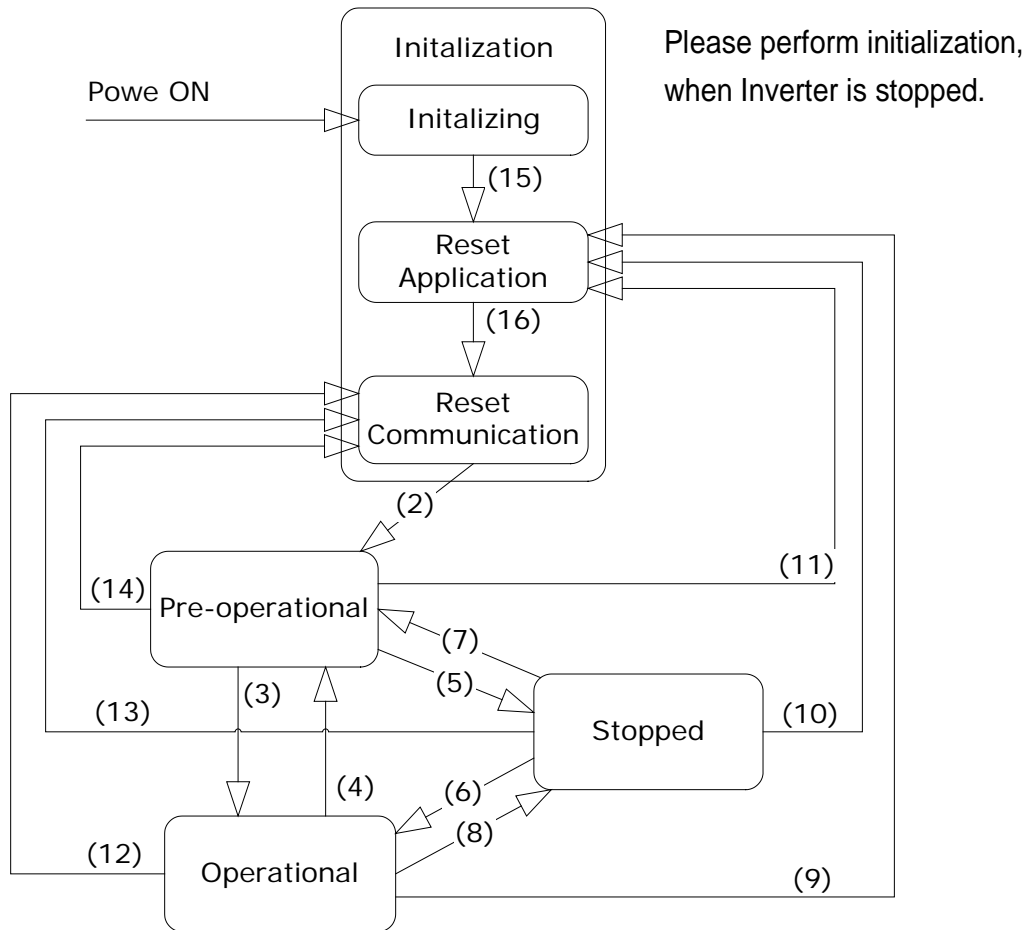 Initalization
Please perform initialization,
when Inverter is stopped.
Powe ON
Initalizing
(15)
Reset
Application
(16)
Reset
Communication
(2)
(11)
(14)
Pre-operational
(7)
(5)
(3)
(13)
(10)
Stopped
(4)
(6)
(8)
(12)
Operational
(9)